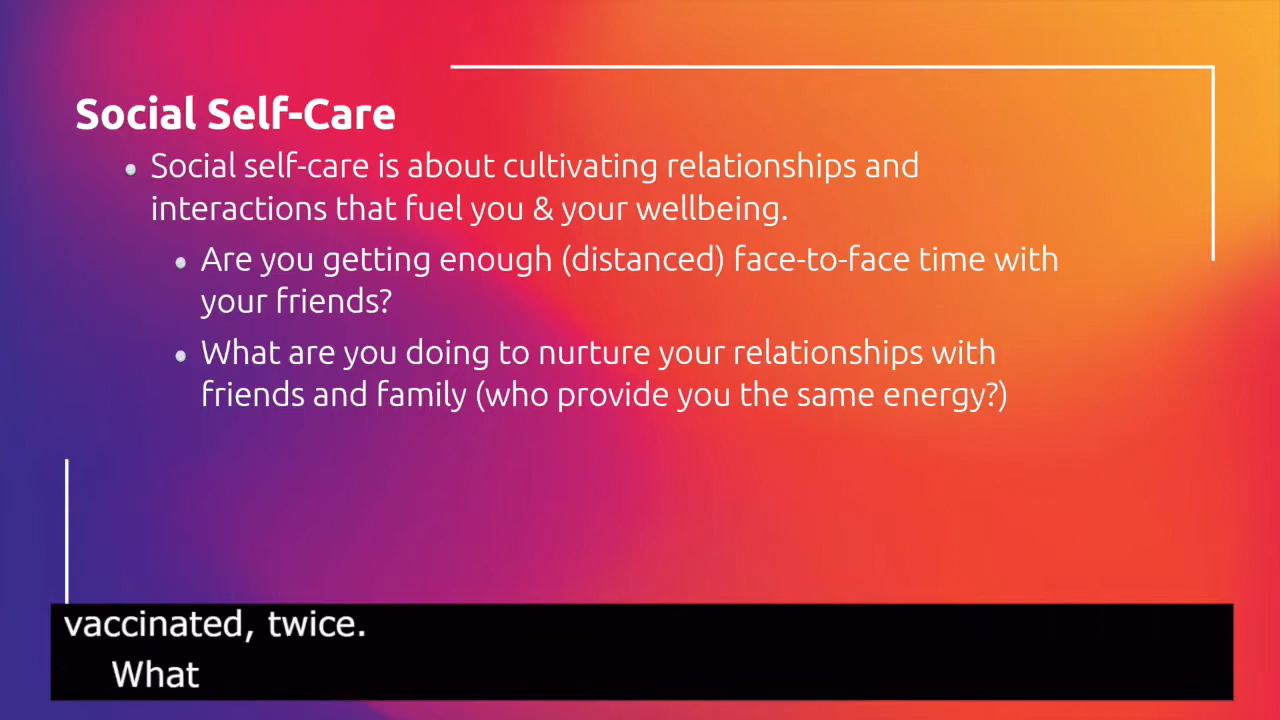 Social Self-Care
• Social self-care is about cultivating relationships and
interactions that fuel you & your wellbeing.
• Are you getting enough (distanced) face-to-face time with
your friends?
• What are you doing to nurture your relationships with
friends and family (who provide you the same energy?)
vaccinated, twice.
What